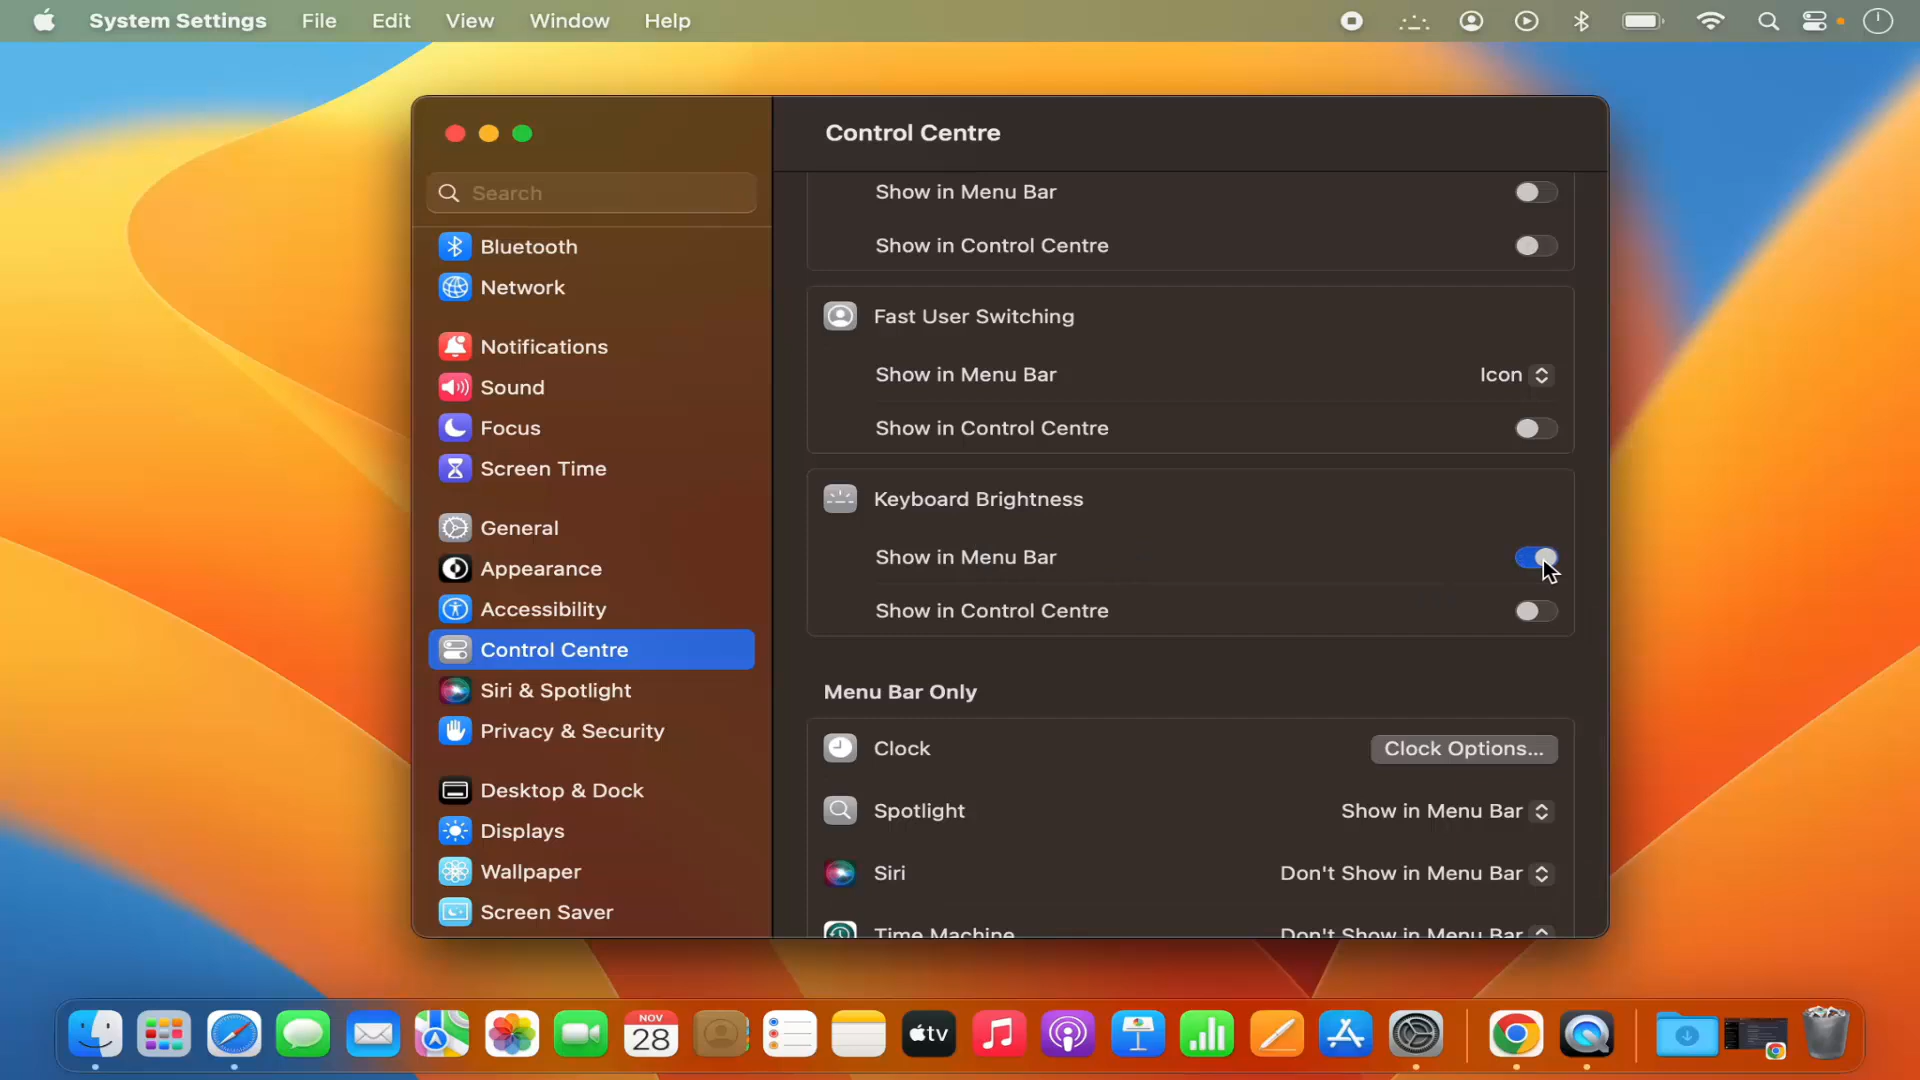 System Settings File Edit View Window Help
Control Centre
Search
Bluetooth
Network
Notifications
Sound
Focus
Screen Time
General
Appearance
Accessibility
Control Centre
Siri & Spotlight
Privacy & Security
Desktop & Dock
Displays
Wallpaper
Screen Saver
Show in Menu Bar
Show in Control Centre
Fast User Switching
Show in Menu Bar Icon
Show in Control Centre
Keyboard Brightness
Show in Menu Bar
Show in Control Centre
Menu Bar Only
Clock Clock Options...
Spotlight Show in Menu Bar
Siri Don't Show in Menu Bar
Time Machine Don't Show in Menu Bar
NOV
28
tv